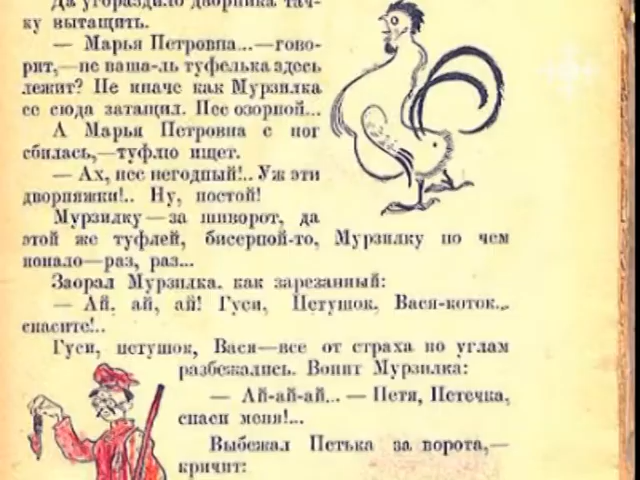 Да угораздило дворника тач-
ку вытащить.
— Марья Петровна...—гово-
рит,—не ваша-ль туфелька здесь
лежит? Не иначе как Мурзилка
ее сюда затащил. Пес озорной...
А Марья Петровна с ног
сбилась,—туфлю ищет.
— Ах, пес негодный!.. Уж эти
дворняжки!.. Ну, постой!
Мурзилку—за шиворот, да
этой же туфлей, бисерной-то, Мурзилку по чем
попало—раз, раз...
Заорал Мурзилка, как зарезанный:
— Ай, ай, ай! Гуси, Петушок, Вася-коток...
спасите!..
Гуси, петушок, Вася—все от страха по углам
разбежались. Вопит Мурзилка:
— Ай-ай-ай... — Петя, Петечка,
спаси меня!...
Выбежал Петька за ворота,—
кричит: